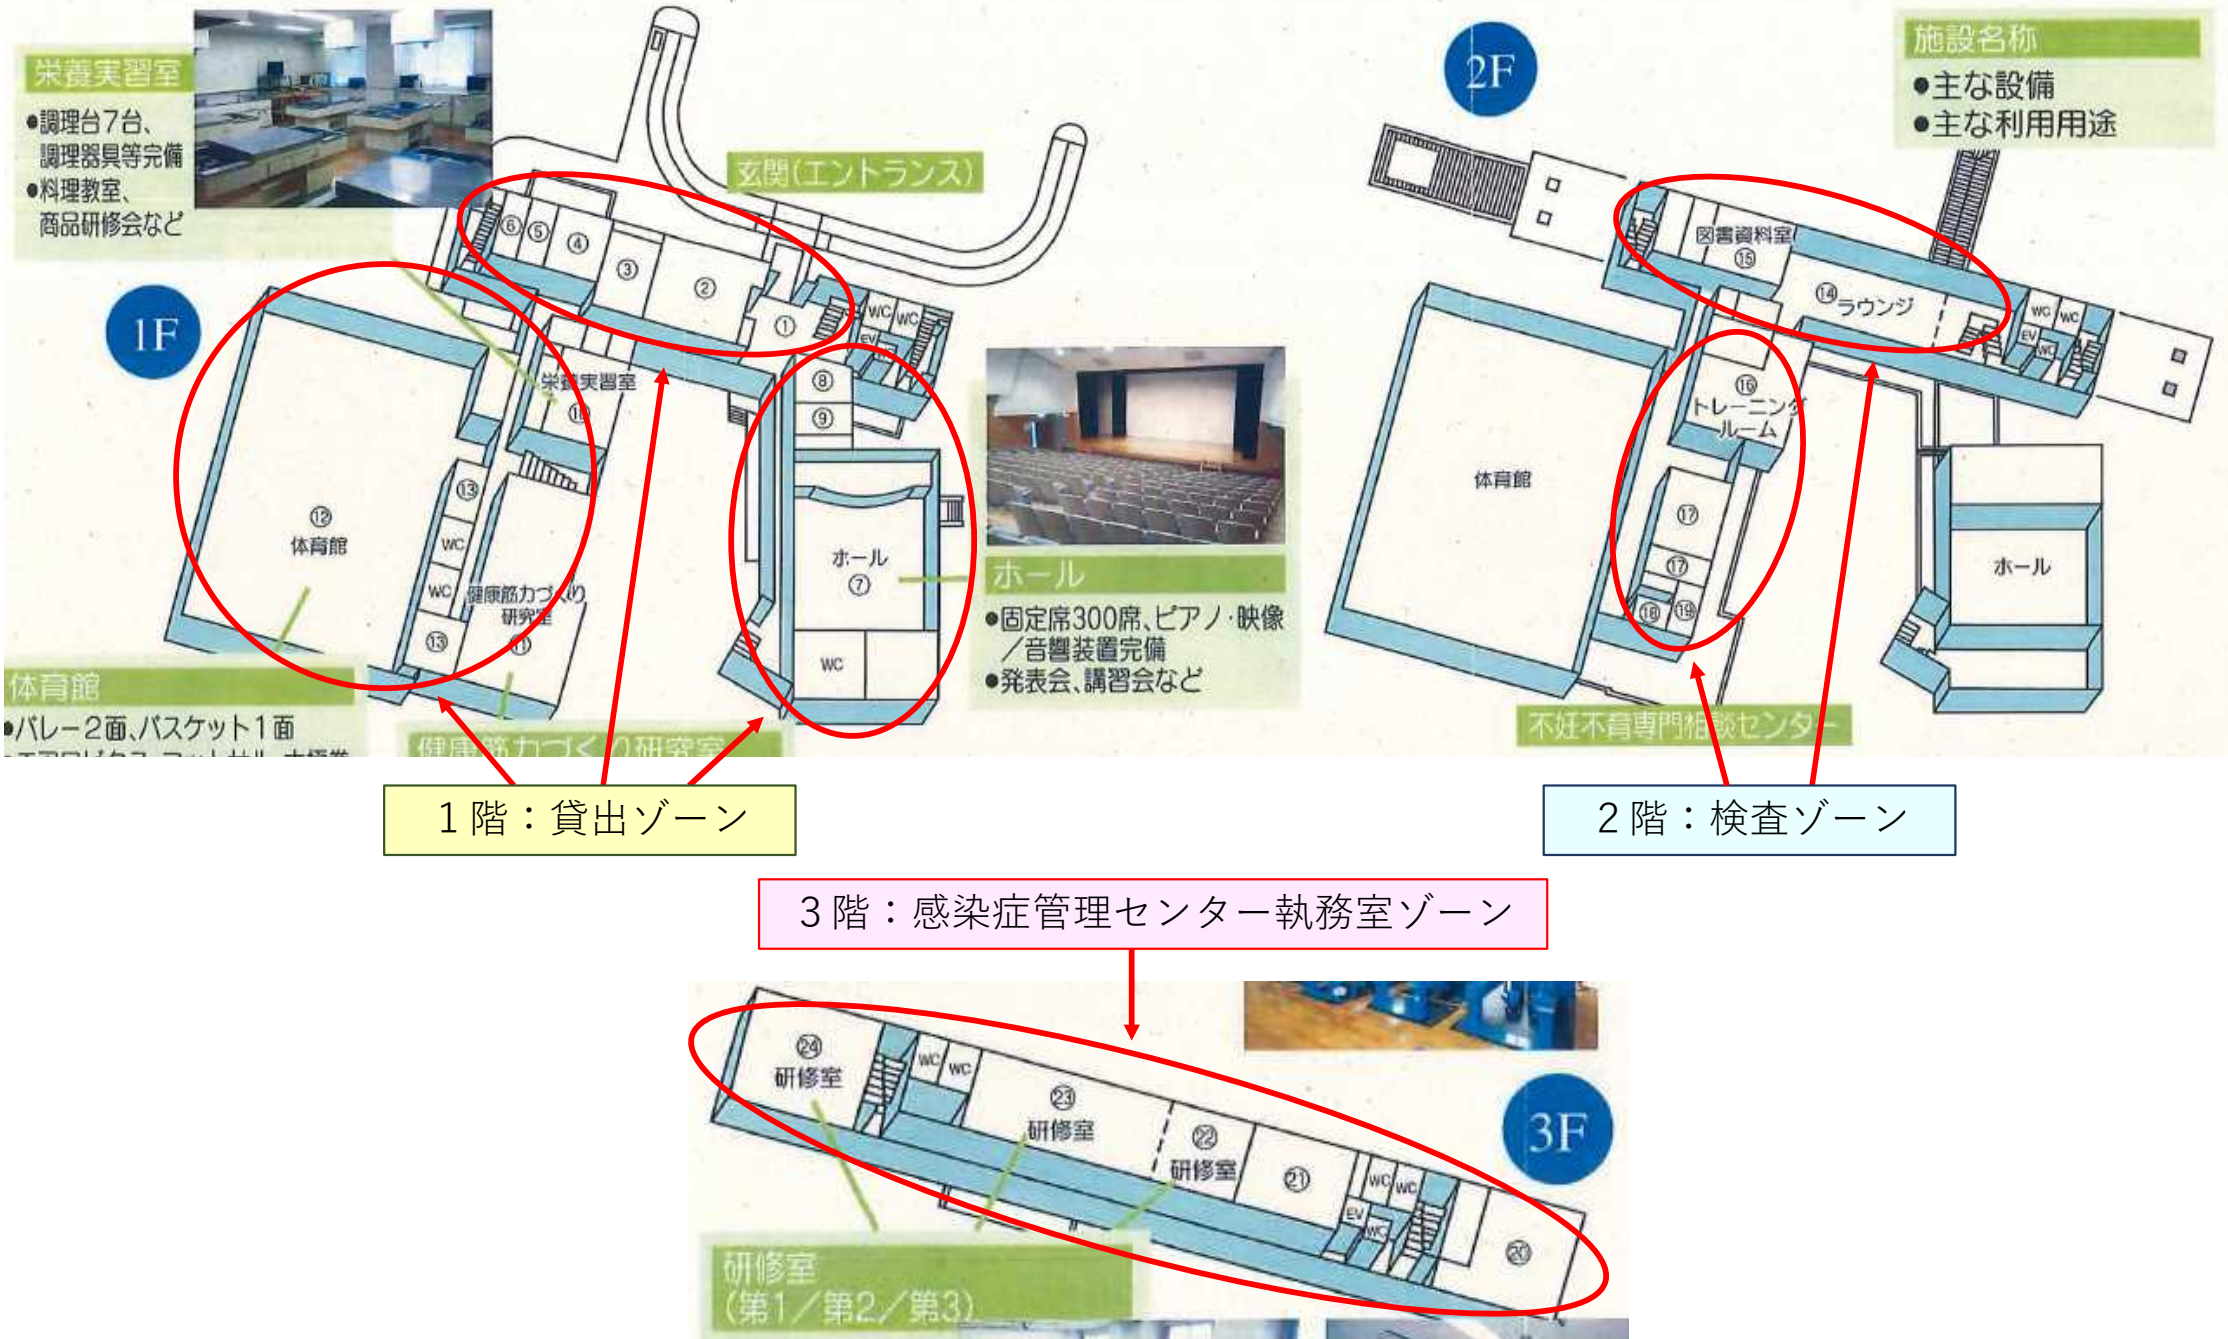 栄養実習室
●調理台7台、
調理器具等完備
●料理教室、
商品研修会など
1F
玄関(エントランス)
⑥
⑤
④
③
②
①
WC
WC
EV
WC
⑧
⑨
栄養実習室
⑩
⑫
体育館
⑬
WC
WC
⑬
健康筋力づくり
研究室
⑪
ホール
⑦
WC
ホール
●固定席300席、ピアノ・映像
/音響装置完備
●発表会、講習会など
体育館
●バレー2面、バスケット1面
健康筋力づくり研究室
1階：貸出ゾーン
2F
施設名称
●主な設備
●主な利用用途
図書資料室
⑮
⑭ラウンジ
WC
WC
EV
WC
⑯
トレーニング
ルーム
体育館
⑰
⑰
⑱
⑲
ホール
不妊不育専門相談センター
2階：検査ゾーン
3階：感染症管理センター執務室ゾーン
3F
㉔
研修室
WC
WC
㉓
研修室
㉒
研修室
㉑
WC
WC
EV
WC
⑳
研修室
(第1/第2/第3)